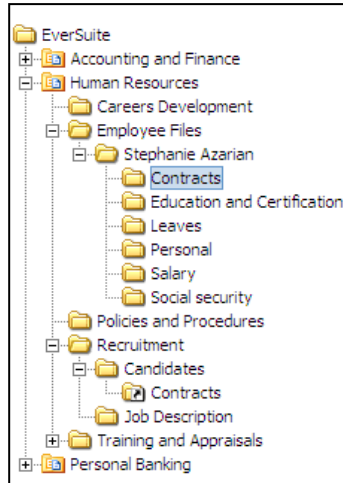 EverSuite
Accounting and Finance
Human Resources
Careers Development
Employee Files
Stephanie Azarian
Contracts
Education and Certification
Leaves
Personal
Salary
Social security
Policies and Procedures
Recruitment
Candidates
Contracts
Job Description
Training and Appraisals
Personal Banking